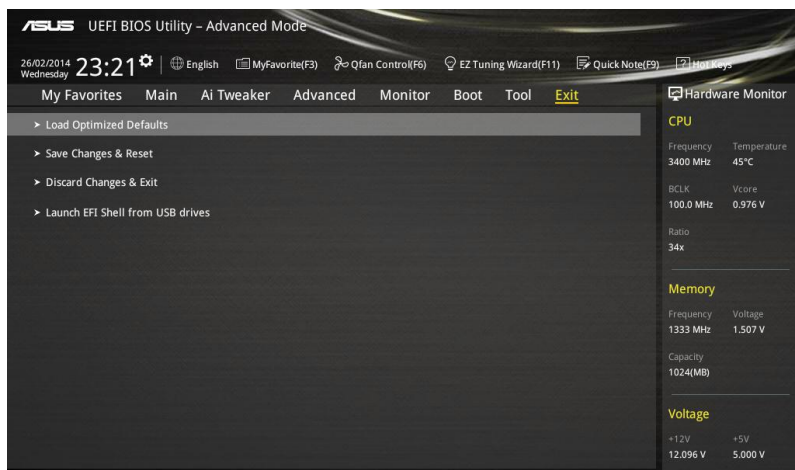 ASUS UEFI BIOS Utility – Advanced Mode
26/02/2014
Wednesday
23:21
English MyFavorite(F3) Qfan Control(F6) EZ Tuning Wizard(F11) Quick Note(F9) ? Hot Keys
My Favorites Main Ai Tweaker Advanced Monitor Boot Tool Exit
> Load Optimized Defaults
> Save Changes & Reset
> Discard Changes & Exit
> Launch EFI Shell from USB drives
Hardware Monitor
CPU
Frequency Temperature
3400 MHz 45°C
BCLK Vcore
100.0 MHz 0.976 V
Ratio
34x
Memory
Frequency Voltage
1333 MHz 1.507 V
Capacity
1024(MB)
Voltage
+12V +5V
12.096 V 5.000 V